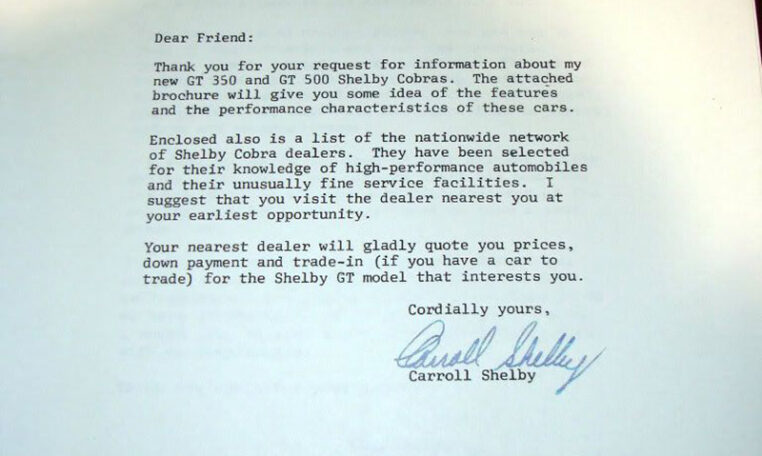 Dear Friend:
Thank you for your request for information about my
new GT 350 and GT 500 Shelby Cobras. The attached
brochure will give you some idea of the features
and the performance characteristics of these cars.
Enclosed also is a list of the nationwide network
of Shelby Cobra dealers. They have been selected
for their knowledge of high-performance automobiles
and their unusually fine service facilities. I
suggest that you visit the dealer nearest you at
your earliest opportunity.
Your nearest dealer will gladly quote you prices,
down payment and trade-in (if you have a car to
trade) for the Shelby GT model that interests you.
Cordially yours,
Carroll Shelby
Carroll Shelby